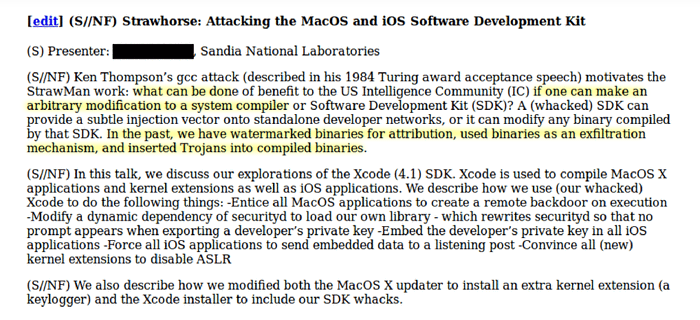 [edit] (S//NF) Strawhorse: Attacking the MacOS and iOS Software Development Kit
(S) Presenter: , Sandia National Laboratories
(S//NF) Ken Thompson's gcc attack (described in his 1984 Turing award acceptance speech) motivates the
StrawMan work: what can be done of benefit to the US Intelligence Community (IC) if one can make an
arbitrary modification to a system compiler or Software Development Kit (SDK)? A (whacked) SDK can
provide a subtle injection vector onto standalone developer networks, or it can modify any binary compiled
by that SDK. In the past, we have watermarked binaries for attribution, used binaries as an exfiltration
mechanism, and inserted Trojans into compiled binaries.
(S//NF) In this talk, we discuss our explorations of the Xcode (4.1) SDK. Xcode is used to compile MacOS X
applications and kernel extensions as well as iOS applications. We describe how we use (our whacked)
Xcode to do the following things: -Entice all MacOS applications to create a remote backdoor on execution
-Modify a dynamic dependency of securityd to load our own library - which rewrites securityd so that no
prompt appears when exporting a developer's private key -Embed the developer's private key in all iOS
applications -Force all iOS applications to send embedded data to a listening post -Convince all (new)
kernel extensions to disable ASLR
(S//NF) We also describe how we modified both the MacOS X updater to install an extra kernel extension (a
keylogger) and the Xcode installer to include our SDK whacks.